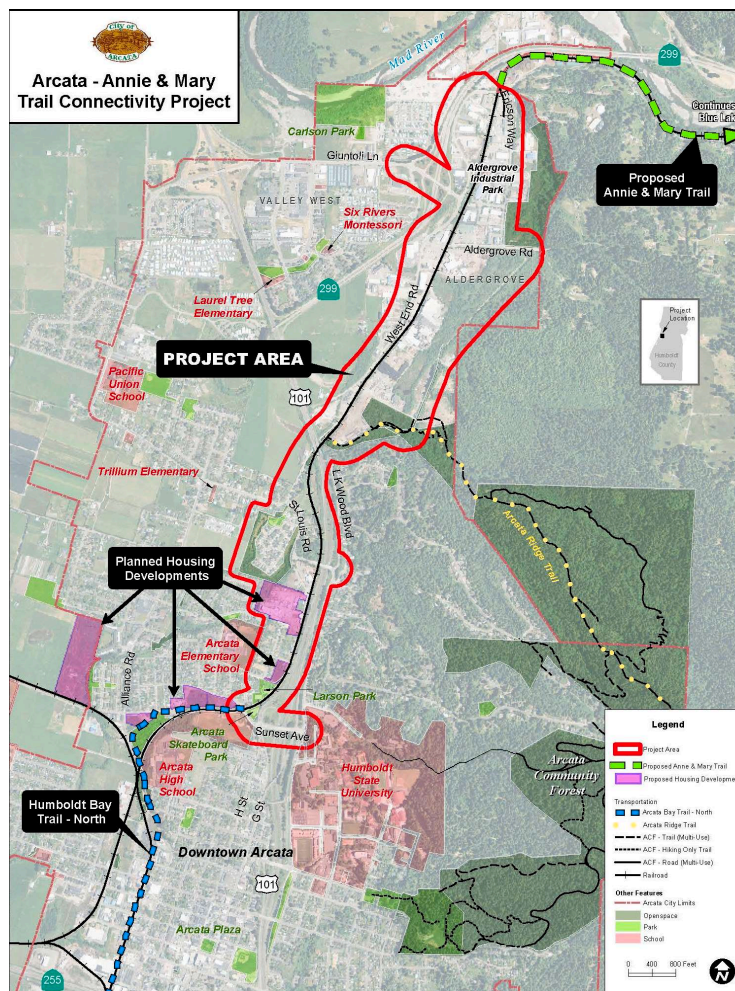 City of
ARCATA
Arcata - Annie & Mary
Trail Connectivity Project
Mad River
299
Continues
Blue Lak
Proposed
Annie & Mary Trail
Ericson Way
Carlson Park
Giuntoli Ln
Aldergrove
Industrial
Park
VALLEY WEST
Six Rivers
Montessori
Aldergrove Rd
ALDERGROVE
299
Laurel Tree
Elementary
West End Rd
Project
Location
Humboldt
County
PROJECT AREA
Pacific
Union
School
101
Trillium Elementary
St Louis Rd
LK Wood Blvd
Arcata Ridge Trail
Planned Housing
Developments
Arcata
Elementary
School
Alliance Rd
Larson Park
Arcata
Skateboard
Park
Sunset Ave
Arcata
High
School
Humboldt
State
University
Arcata
Community
Forest
Humboldt Bay
Trail - North
H St
G St
Downtown Arcata
101
Arcata Plaza
255
Legend
Project Area
Proposed Annie & Mary Trail
Proposed Housing Developme
Transportation
Arcata Bay Trail - North
Arcata Ridge Trail
ACF - Trail (Multi-Use)
ACF - Hiking Only Trail
ACF - Road (Multi-Use)
Railroad
Other Features
Arcata City Limits
Openspace
Park
School
0 400 800 Feet
N